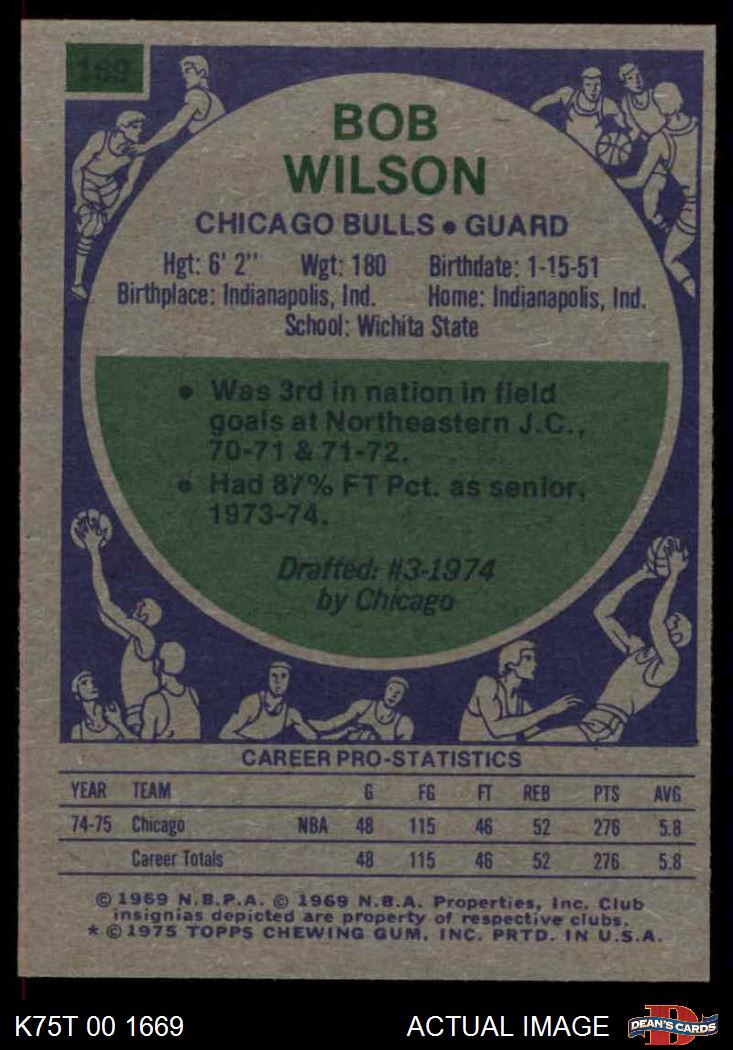 169
BOB
WILSON
CHICAGO BULLS • GUARD
Hgt: 6' 2" Wgt: 180 Birthdate: 1-15-51
Birthplace: Indianapolis, Ind. Home: Indianapolis, Ind.
School: Wichita State
• Was 3rd in nation in field
goals at Northeastern J.C.,
70-71 & 71-72.
• Had 87% FT Pct. as senior,
1973-74.
Drafted: #3-1974
by Chicago
CAREER PRO-STATISTICS
YEAR TEAM G FG FT REB PTS AVG
74-75 Chicago NBA 48 115 46 52 276 5.8
Career Totals 48 115 46 52 276 5.8
© 1969 N.B.P.A. © 1969 N.B.A. Properties, Inc. Club
insignias depicted are property of respective clubs.
* © 1975 TOPPS CHEWING GUM, INC. PRTD. IN U.S.A.
K75T 00 1669 ACTUAL IMAGE DEAN'S CARDS